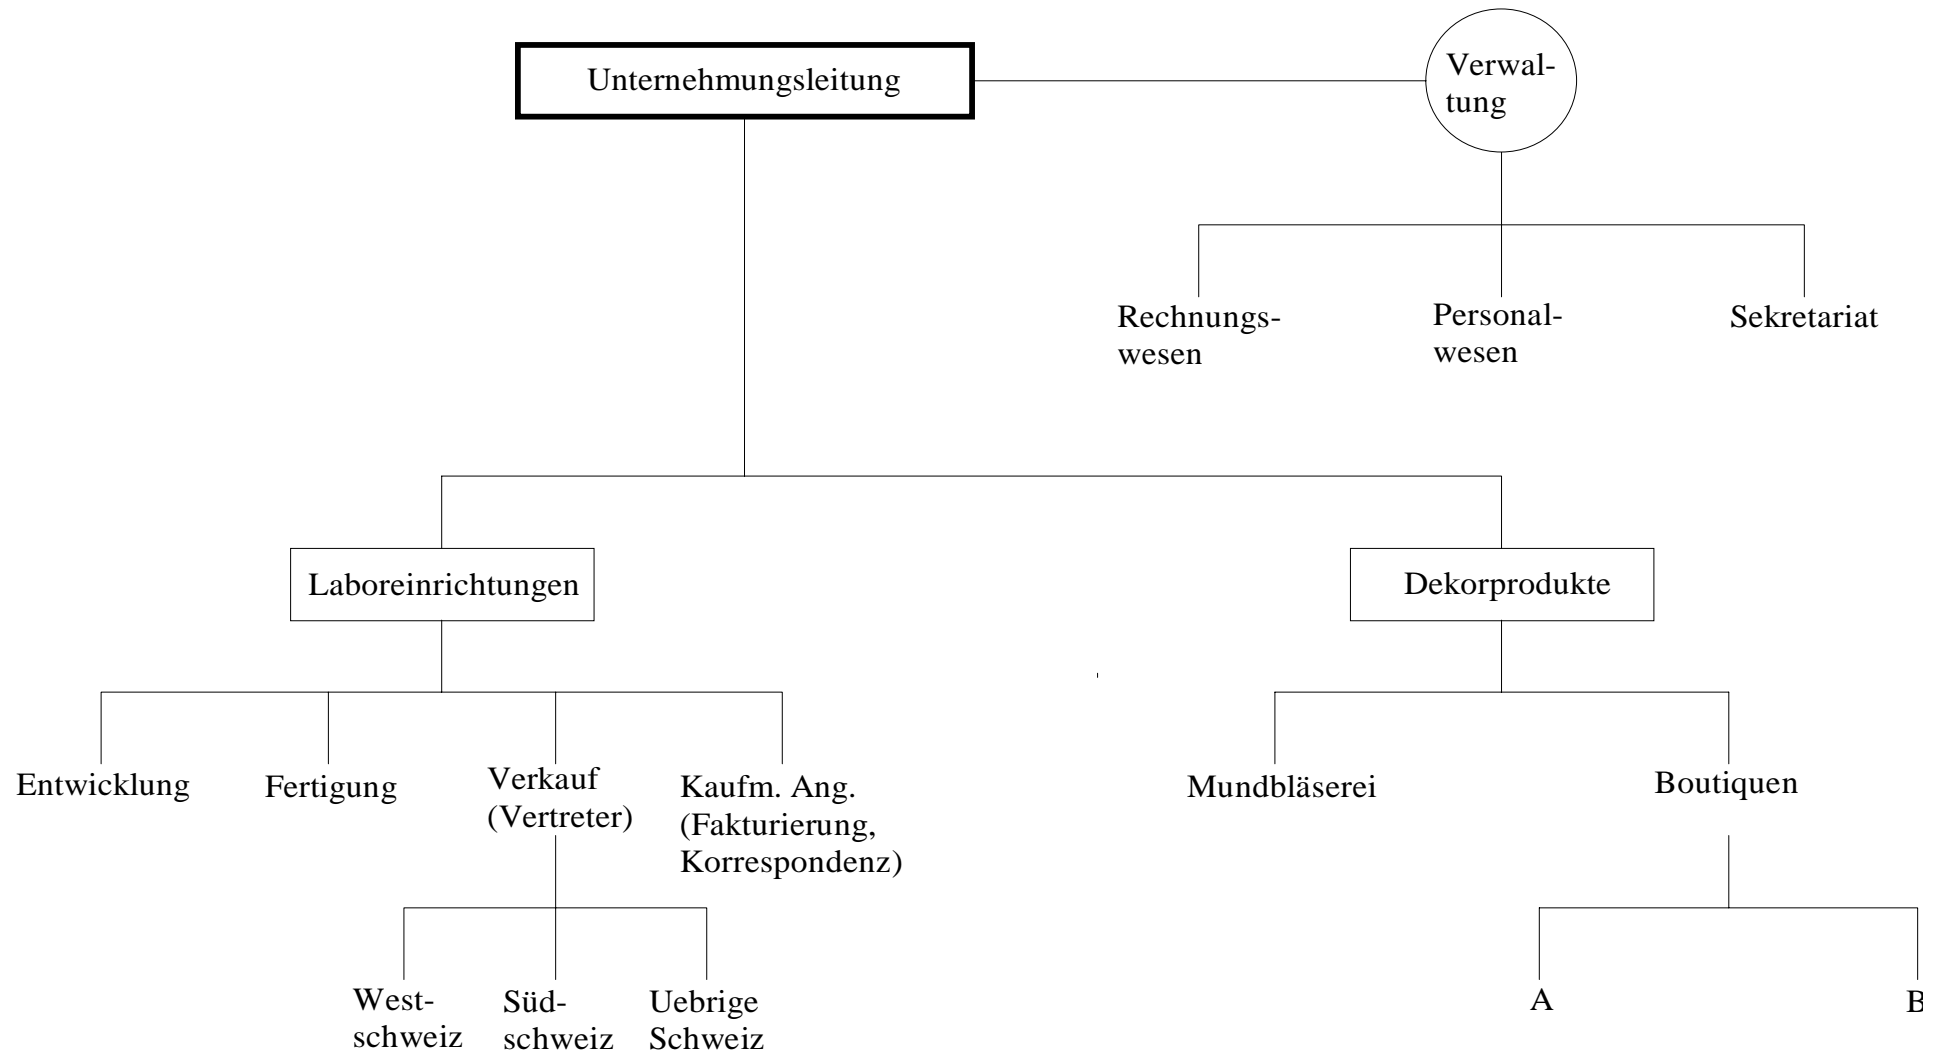 Unternehmungsleitung
Verwal-
tung
Rechnungs-
wesen
Personal-
wesen
Sekretariat
Laboreinrichtungen
Dekorprodukte
Entwicklung
Fertigung
Verkauf
(Vertreter)
Kaufm. Ang.
(Fakturierung,
Korrespondenz)
Mundbläserei
Boutiquen
West-
schweiz
Süd-
schweiz
Uebrige
Schweiz
A
B